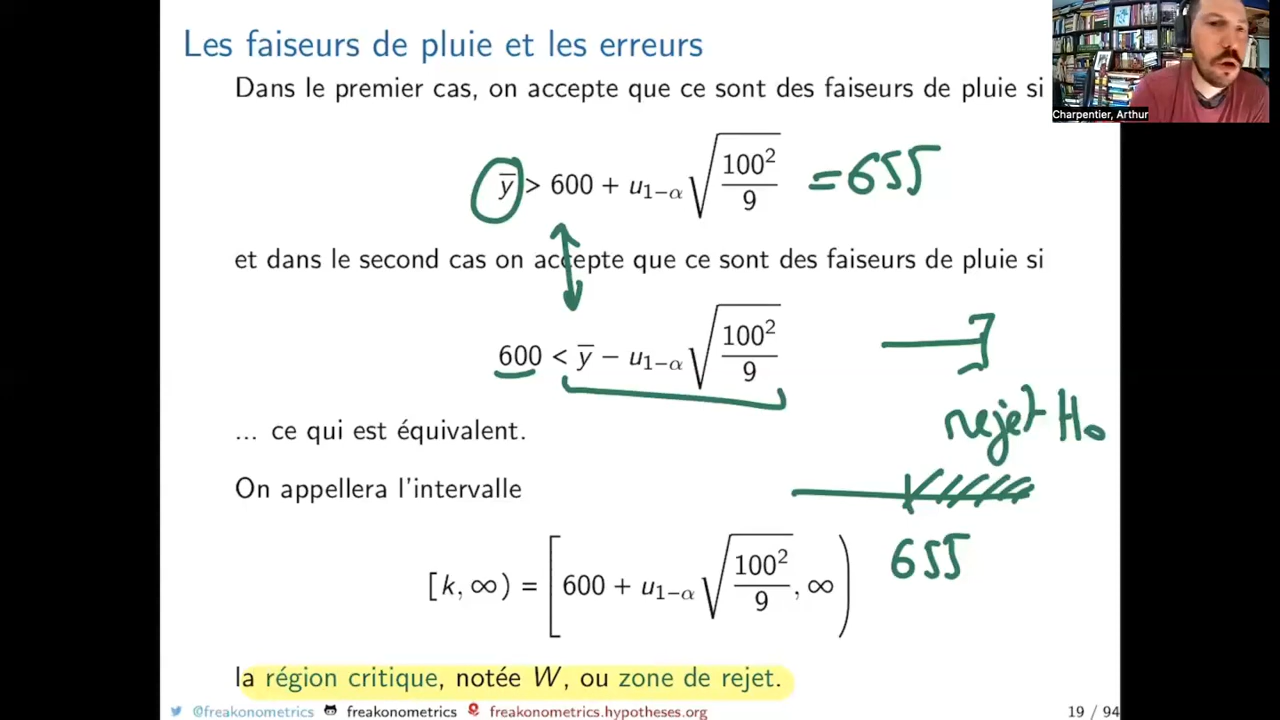 Les faiseurs de pluie et les erreurs
Dans le premier cas, on accepte que ce sont des faiseurs de pluie si
Charpentier, Arthur
y̅ > 600 + u_{1−α} √(100²/9) = 655
et dans le second cas on accepte que ce sont des faiseurs de pluie si
600 < y̅ − u_{1−α} √(100²/9)
rejet H₀
... ce qui est équivalent.
On appellera l'intervalle
655
[k, ∞) = [600 + u_{1−α} √(100²/9), ∞)
la région critique, notée W, ou zone de rejet.
@freakonometrics freakonometrics freakonometrics.hypotheses.org 19 / 94